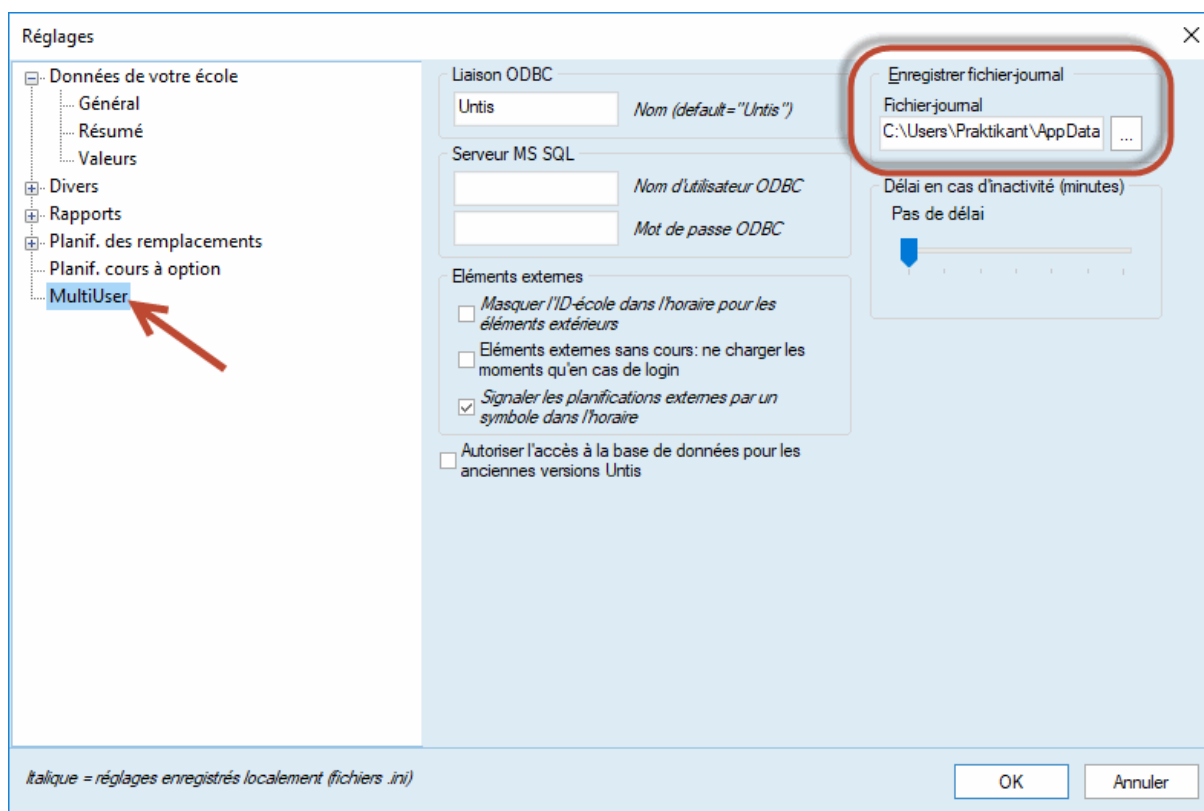 Réglages
Données de votre école
Général
Résumé
Valeurs
Divers
Rapports
Planif. des remplacements
Planif. cours à option
MultiUser
Liaison ODBC
Untis
Nom (default="Untis")
Serveur MS SQL
Nom d'utilisateur ODBC
Mot de passe ODBC
Eléments externes
Masquer l'ID-école dans l'horaire pour les
éléments extérieurs
Eléments externes sans cours: ne charger les
moments qu'en cas de login
Signaler les planifications externes par un
symbole dans l'horaire
Autoriser l'accès à la base de données pour les
anciennes versions Untis
Enregistrer fichier-journal
Fichier-journal
C:\Users\Praktikant\AppData
...
Délai en cas d'inactivité (minutes)
Pas de délai
Italique = réglages enregistrés localement (fichiers .ini)
OK
Annuler